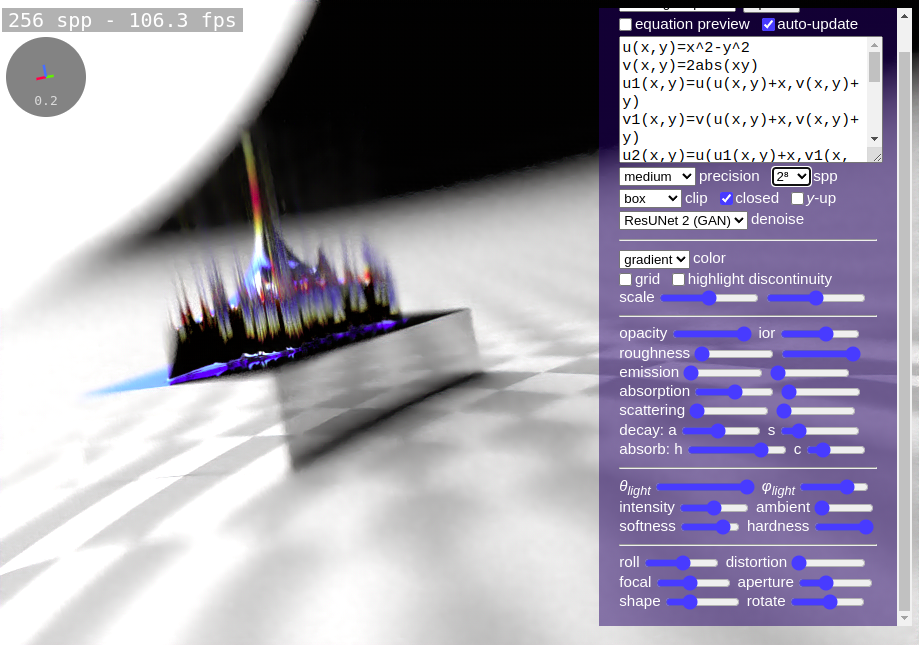 256 spp - 106.3 fps
0.2
equation preview auto-update
u(x,y)=x^2-y^2
v(x,y)=2abs(xy)
u1(x,y)=u(u(x,y)+x,v(x,y)+
y)
v1(x,y)=v(u(x,y)+x,v(x,y)+
y)
u2(x,y)=u(u1(x,y)+x,v1(x,
medium precision 2⁸ spp
box clip closed y-up
ResUNet 2 (GAN) denoise
gradient color
grid highlight discontinuity
scale
opacity ior
roughness
emission
absorption
scattering
decay: a s
absorb: h c
θlight φlight
intensity ambient
softness hardness
roll distortion
focal aperture
shape rotate